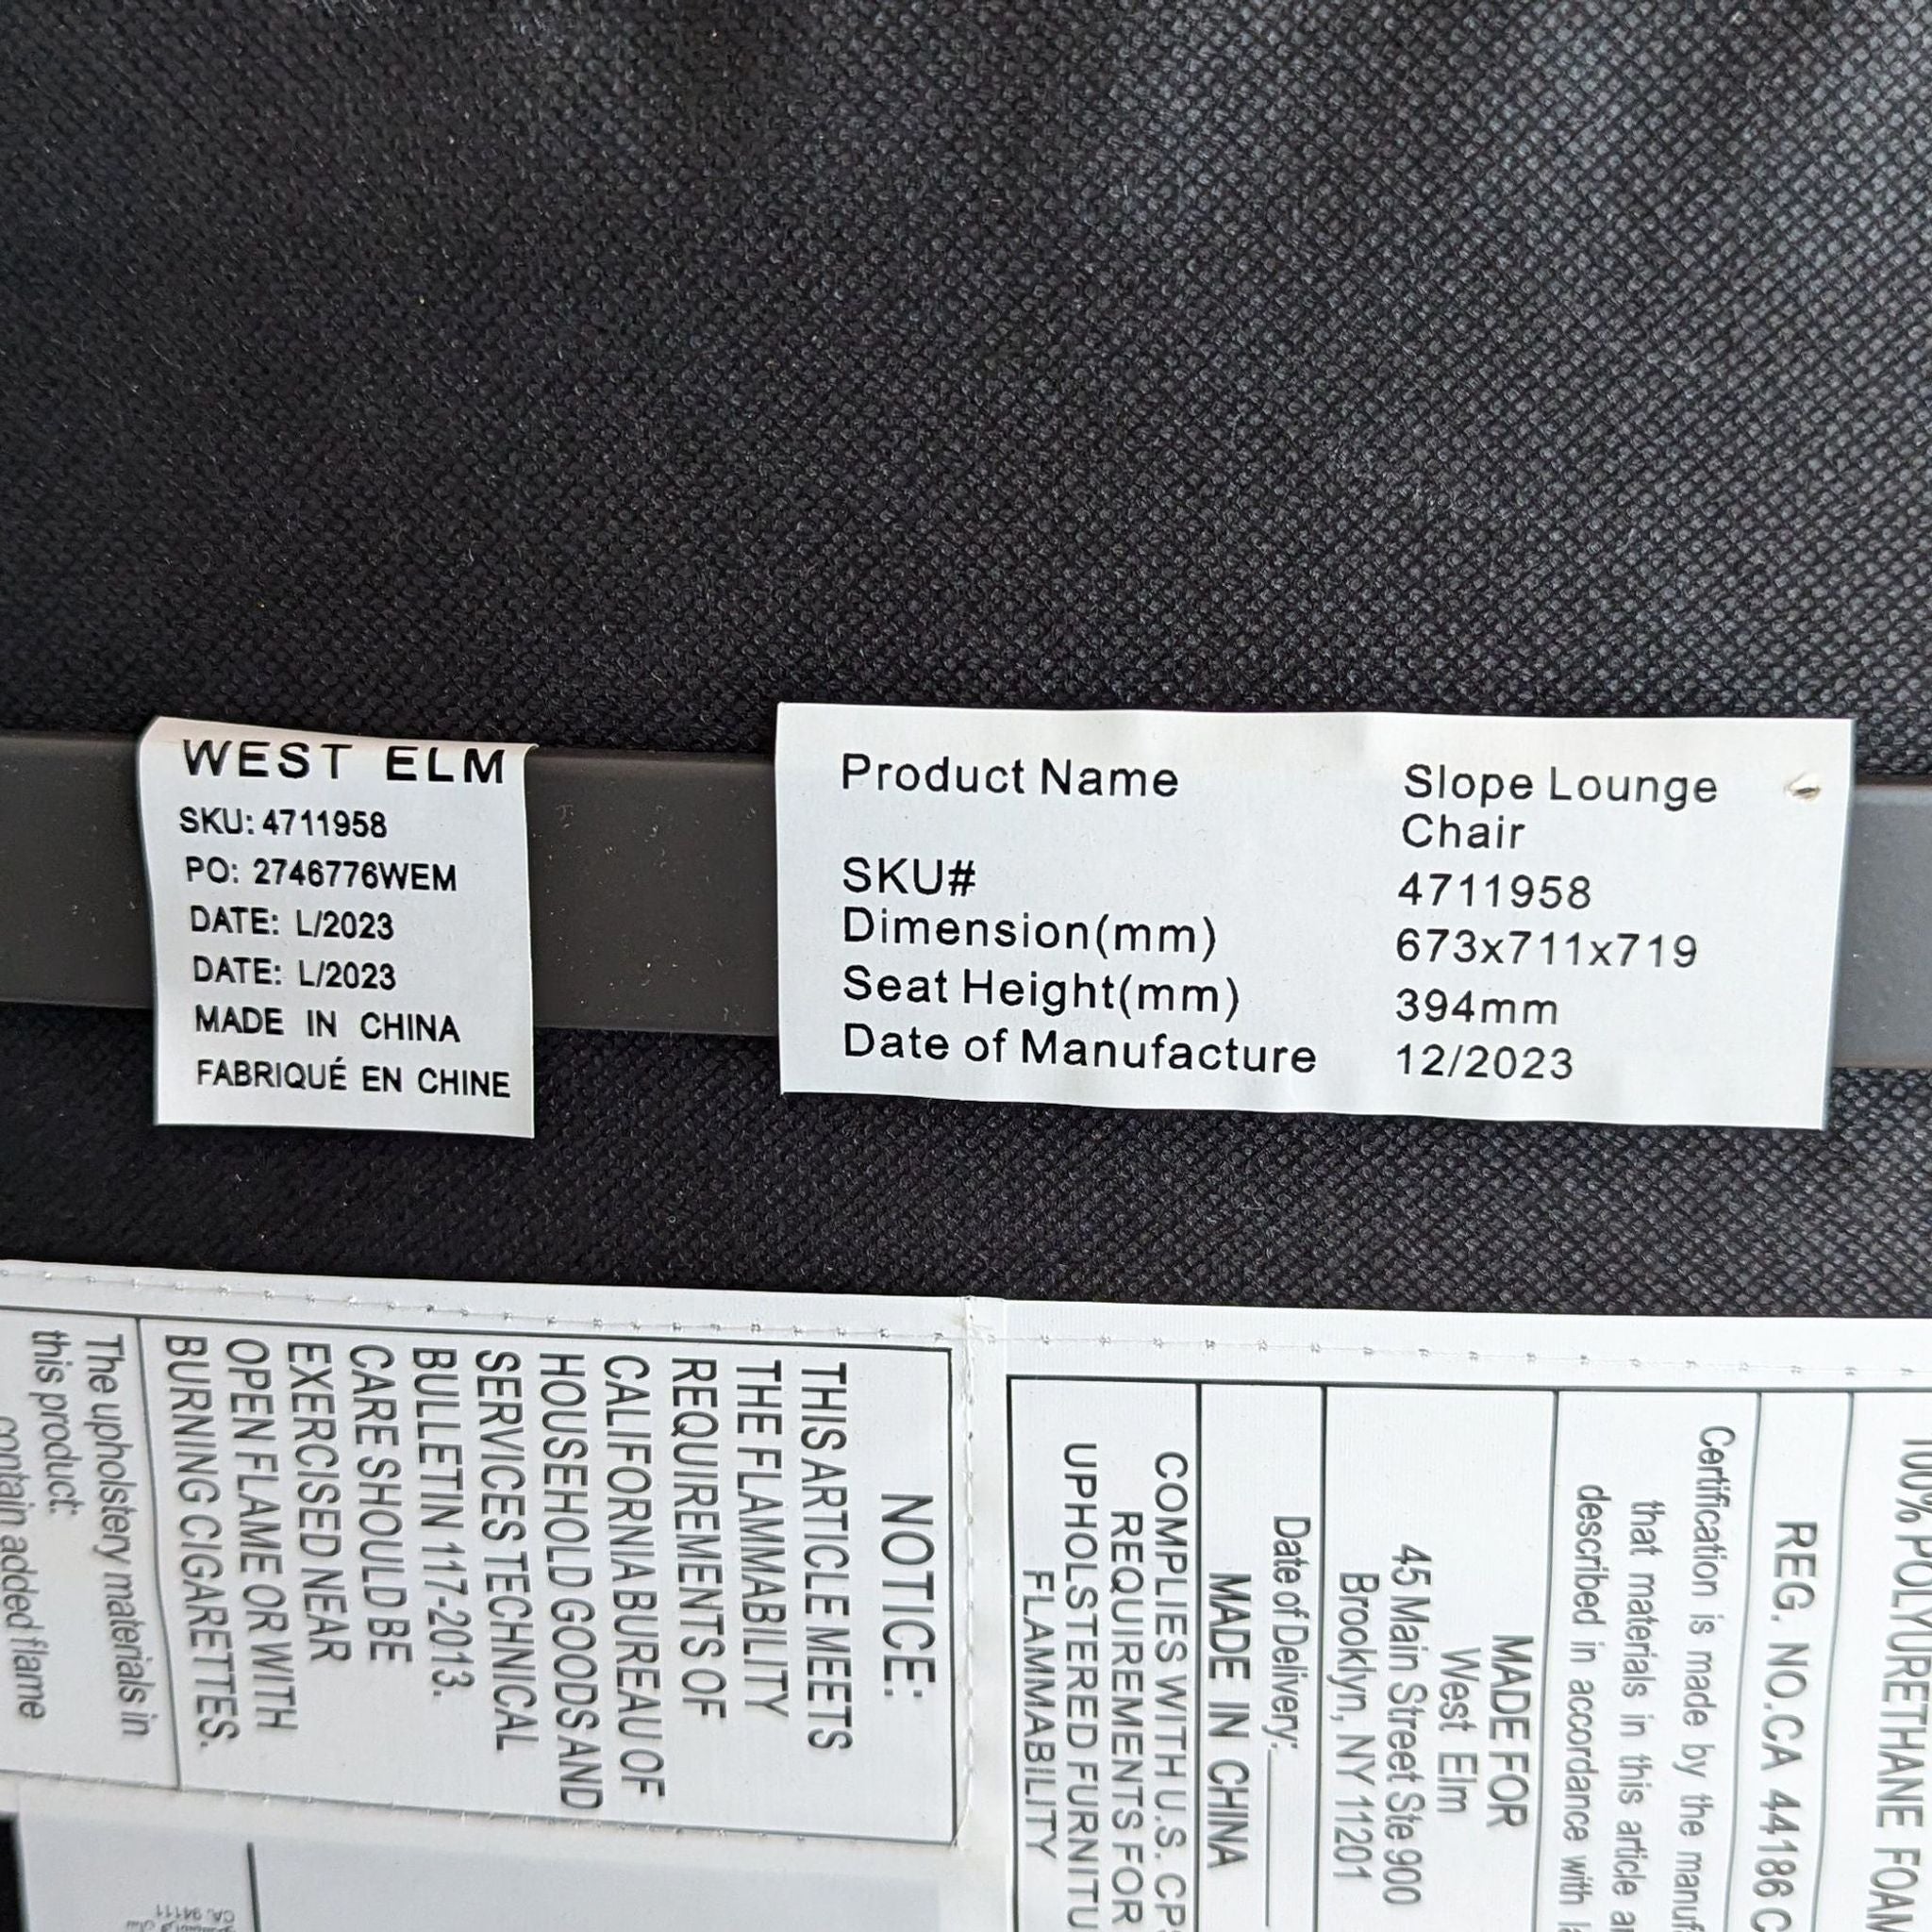 WEST ELM
SKU: 4711958
PO: 2746776WEM
DATE: L/2023
DATE: L/2023
MADE IN CHINA
FABRIQUÉ EN CHINE
Product Name Slope Lounge
Chair
SKU# 4711958
Dimension(mm) 673x711x719
Seat Height(mm) 394mm
Date of Manufacture 12/2023
NOTICE:
THIS ARTICLE MEETS
THE FLAMMABILITY
REQUIREMENTS OF
CALIFORNIA BUREAU OF
HOUSEHOLD GOODS AND
SERVICES TECHNICAL
BULLETIN 117-2013.
CARE SHOULD BE
EXERCISED NEAR
OPEN FLAME OR WITH
BURNING CIGARETTES.
The upholstery materials in
this product:
contain added flame
100% POLYURETHANE FOAM
REG. NO.CA 44186 C
Certification is made by the
that materials in this article
described in accordance with
MADE FOR
West Elm
45 Main Street Ste 900
Brooklyn, NY 11201
Date of Delivery:
MADE IN CHINA
COMPLIES WITH U.S.
REQUIREMENTS FOR
UPHOLSTERED
FLAMMABILITY
CA. 94111